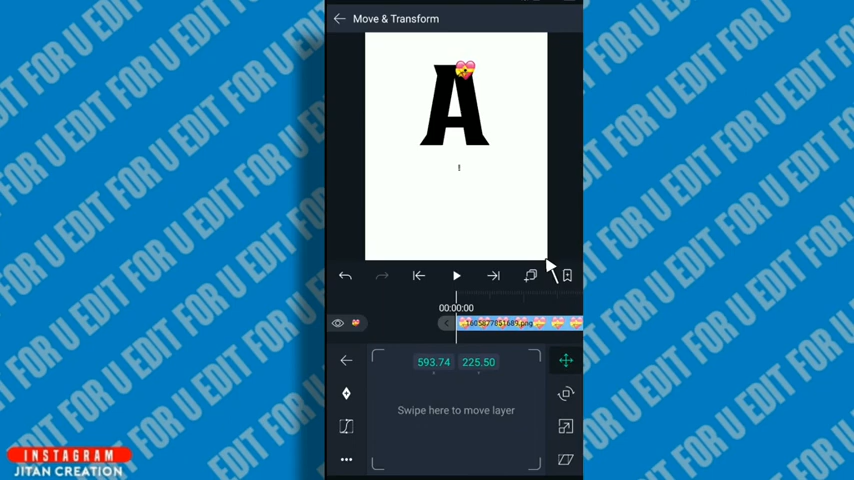 Move & Transform
A
!
00:00:00
1605877851689.png
593.74 225.50
Swipe here to move layer
EDIT FOR U EDIT FOR U EDIT FOR U
INSTAGRAM
JITAN CREATION